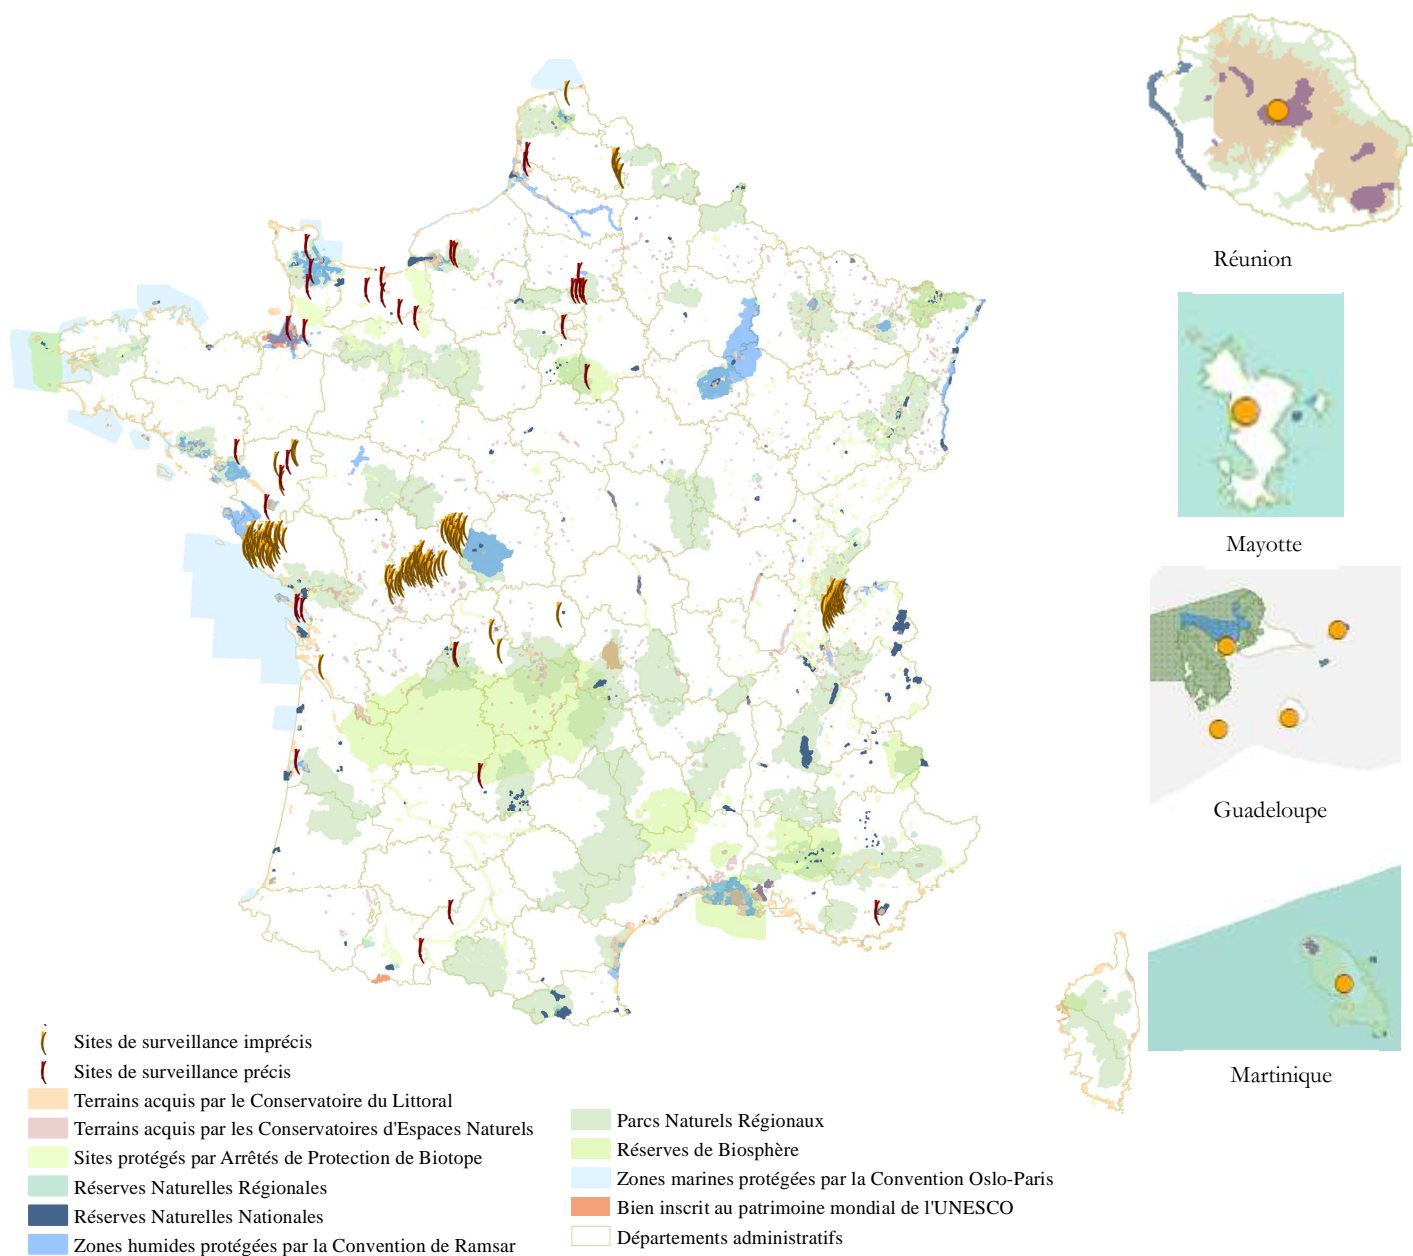 Réunion
Mayotte
Guadeloupe
Martinique
Sites de surveillance imprécis
Sites de surveillance précis
Terrains acquis par le Conservatoire du Littoral
Terrains acquis par les Conservatoires d'Espaces Naturels
Sites protégés par Arrêtés de Protection de Biotope
Réserves Naturelles Régionales
Réserves Naturelles Nationales
Zones humides protégées par la Convention de Ramsar
Parcs Naturels Régionaux
Réserves de Biosphère
Zones marines protégées par la Convention Oslo-Paris
Bien inscrit au patrimoine mondial de l'UNESCO
Départements administratifs